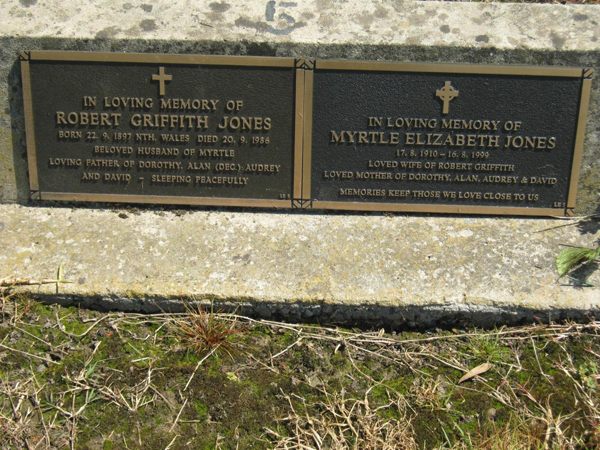 5
IN LOVING MEMORY OF
ROBERT GRIFFITH JONES
BORN 22. 9. 1897 NTH. WALES DIED 20. 9. 1986
BELOVED HUSBAND OF MYRTLE
LOVING FATHER OF DOROTHY, ALAN (DEC.) AUDREY
AND DAVID - SLEEPING PEACEFULLY
IN LOVING MEMORY OF
MYRTLE ELIZABETH JONES
17. 8. 1910 - 16. 8. 1999
LOVED WIFE OF ROBERT GRIFFITH
LOVED MOTHER OF DOROTHY, ALAN, AUDREY & DAVID
MEMORIES KEEP THOSE WE LOVE CLOSE TO US